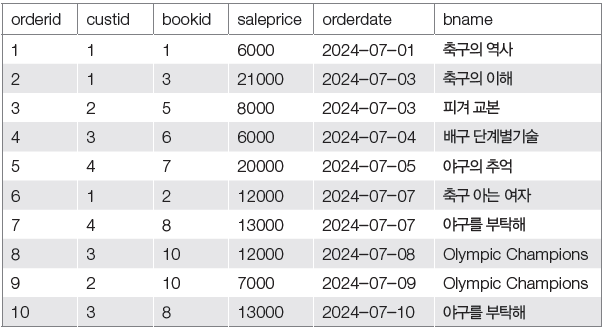 orderid custid bookid saleprice orderdate bname
1 1 1 6000 2024-07-01 축구의 역사
2 1 3 21000 2024-07-03 축구의 이해
3 2 5 8000 2024-07-03 피겨 교본
4 3 6 6000 2024-07-04 배구 단계별기술
5 4 7 20000 2024-07-05 야구의 추억
6 1 2 12000 2024-07-07 축구 아는 여자
7 4 8 13000 2024-07-07 야구를 부탁해
8 3 10 12000 2024-07-08 Olympic Champions
9 2 10 7000 2024-07-09 Olympic Champions
10 3 8 13000 2024-07-10 야구를 부탁해